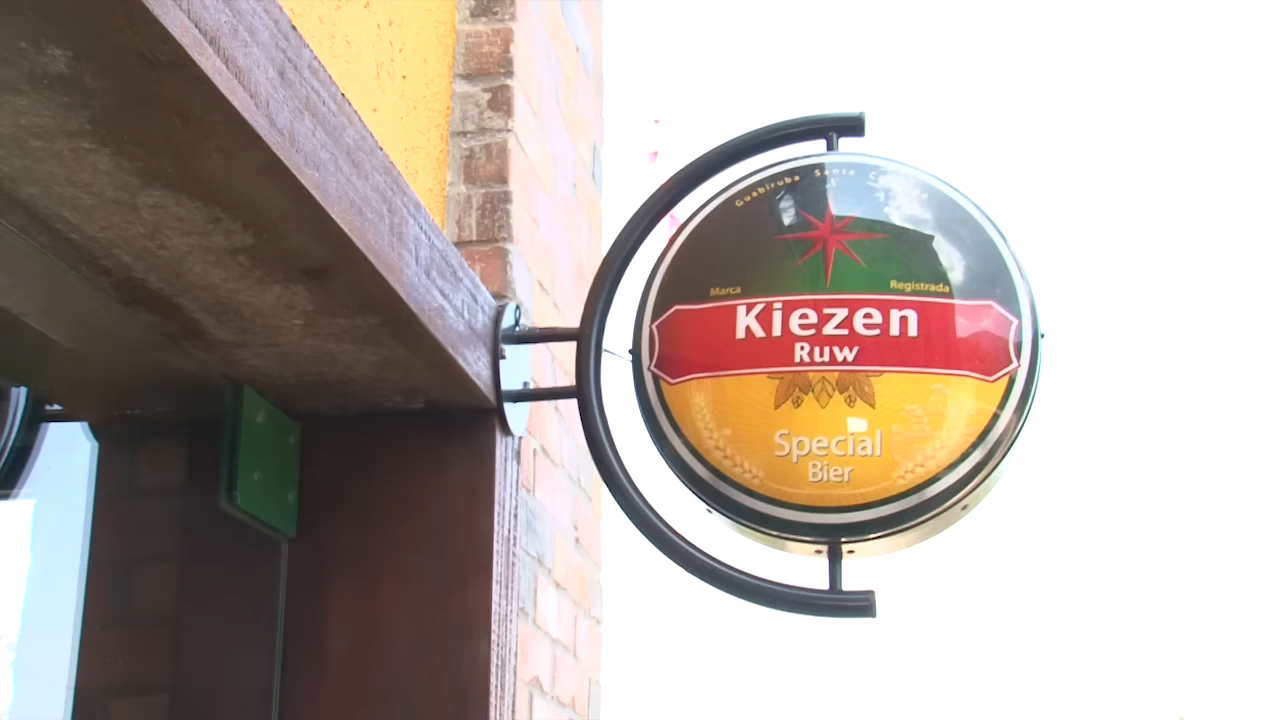 Guabiruba Santa
Marca Registrada
Kiezen
Ruw
Special
Bier